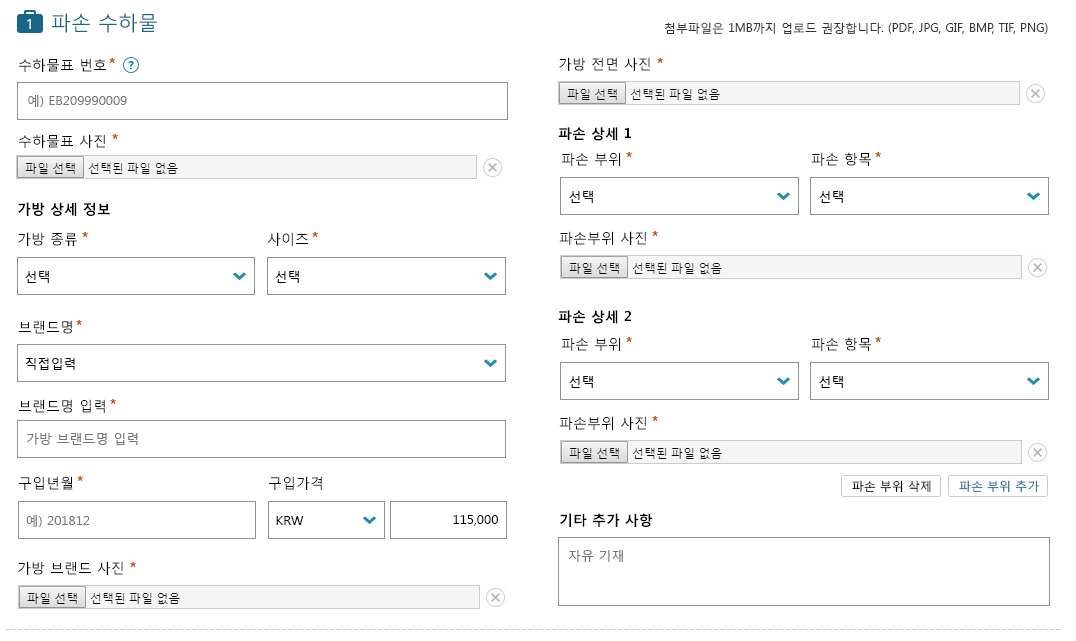 1 파손 수하물
첨부파일은 1MB까지 업로드 권장합니다. (PDF, JPG, GIF, BMP, TIF, PNG)
수하물표 번호* ?
예) EB209990009
수하물표 사진 *
파일 선택 선택된 파일 없음
가방 상세 정보
가방 종류 * 사이즈 *
선택 선택
브랜드명 *
직접입력
브랜드명 입력 *
가방 브랜드명 입력
구입년월 * 구입가격
예) 201812 KRW 115,000
가방 브랜드 사진 *
파일 선택 선택된 파일 없음
가방 전면 사진 *
파일 선택 선택된 파일 없음
파손 상세 1
파손 부위 * 파손 항목 *
선택 선택
파손부위 사진 *
파일 선택 선택된 파일 없음
파손 상세 2
파손 부위 * 파손 항목 *
선택 선택
파손부위 사진 *
파일 선택 선택된 파일 없음
파손 부위 삭제 파손 부위 추가
기타 추가 사항
자유 기재